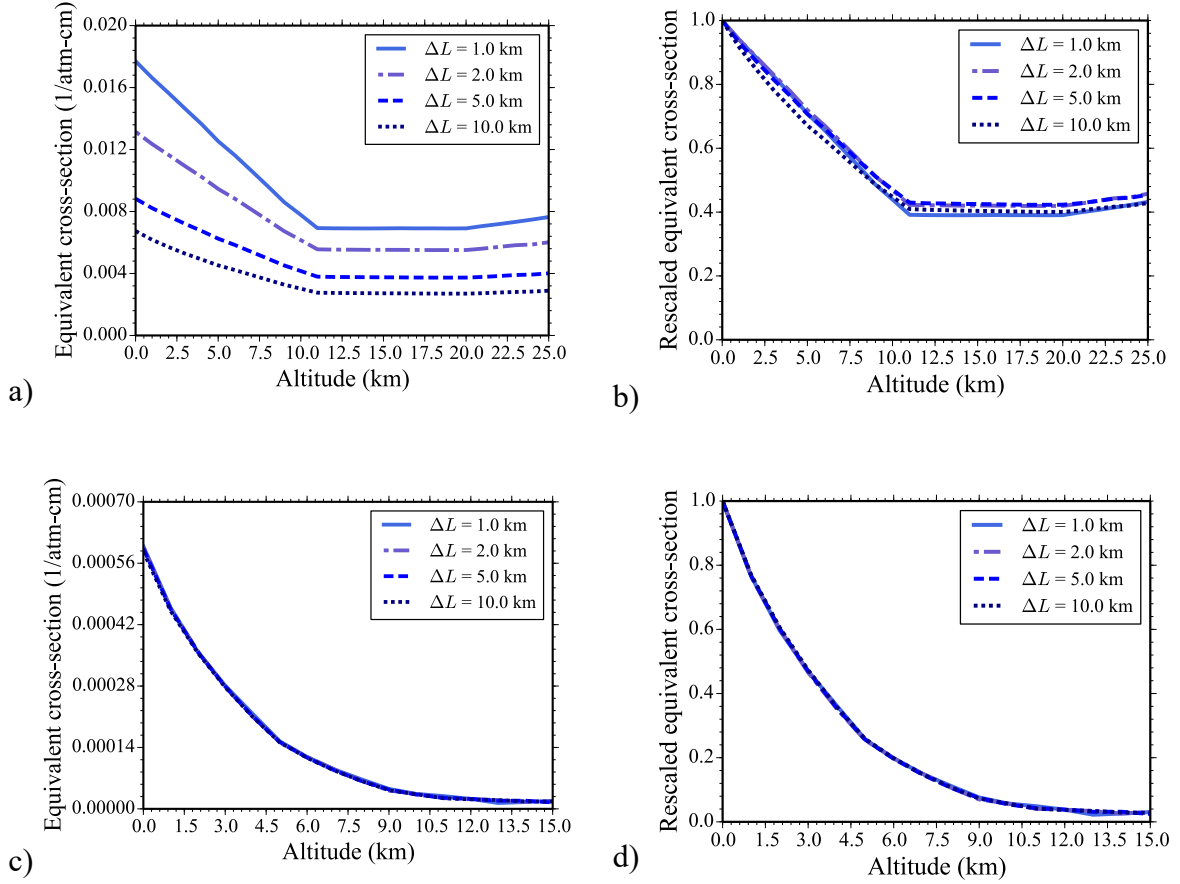 0.020
0.016
0.012
0.008
0.004
0.000
Equivalent cross-section (1/atm-cm)
ΔL = 1.0 km
ΔL = 2.0 km
ΔL = 5.0 km
ΔL = 10.0 km
0.0 2.5 5.0 7.5 10.0 12.5 15.0 17.5 20.0 22.5 25.0
Altitude (km)
a)
1.0
0.8
0.6
0.4
0.2
0.0
Rescaled equivalent cross-section
ΔL = 1.0 km
ΔL = 2.0 km
ΔL = 5.0 km
ΔL = 10.0 km
0.0 2.5 5.0 7.5 10.0 12.5 15.0 17.5 20.0 22.5 25.0
Altitude (km)
b)
0.00070
0.00056
0.00042
0.00028
0.00014
0.00000
Equivalent cross-section (1/atm-cm)
ΔL = 1.0 km
ΔL = 2.0 km
ΔL = 5.0 km
ΔL = 10.0 km
0.0 1.5 3.0 4.5 6.0 7.5 9.0 10.5 12.0 13.5 15.0
Altitude (km)
c)
1.0
0.8
0.6
0.4
0.2
0.0
Rescaled equivalent cross-section
ΔL = 1.0 km
ΔL = 2.0 km
ΔL = 5.0 km
ΔL = 10.0 km
0.0 1.5 3.0 4.5 6.0 7.5 9.0 10.5 12.0 13.5 15.0
Altitude (km)
d)